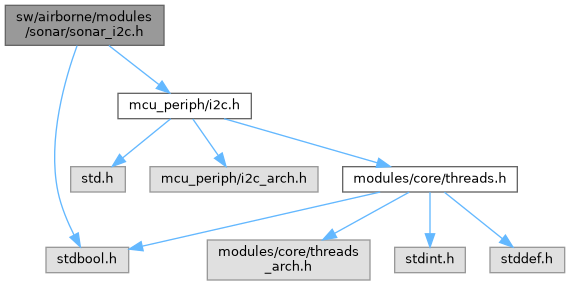 sw/airborne/modules
/sonar/sonar_i2c.h
mcu_periph/i2c.h
std.h
mcu_periph/i2c_arch.h
modules/core/threads.h
stdbool.h
modules/core/threads
_arch.h
stdint.h
stddef.h